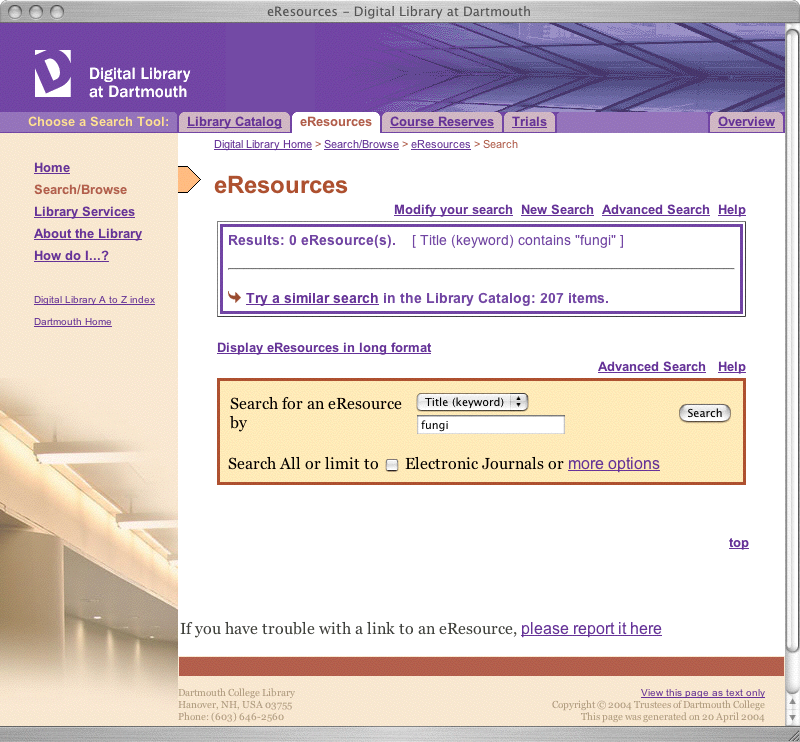 eResources – Digital Library at Dartmouth
Digital Library
at Dartmouth
Choose a Search Tool: Library Catalog eResources Course Reserves Trials Overview
Digital Library Home > Search/Browse > eResources > Search
Home
Search/Browse
Library Services
About the Library
How do I...?
Digital Library A to Z index
Dartmouth Home
eResources
Modify your search New Search Advanced Search Help
Results: 0 eResource(s). [ Title (keyword) contains "fungi" ]
Try a similar search in the Library Catalog: 207 items.
Display eResources in long format
Advanced Search Help
Search for an eResource by Title (keyword)
fungi
Search
Search All or limit to Electronic Journals or more options
top
If you have trouble with a link to an eResource, please report it here
Dartmouth College Library
Hanover, NH, USA 03755
Phone: (603) 646-2560
View this page as text only
Copyright © 2004 Trustees of Dartmouth College
This page was generated on 20 April 2004